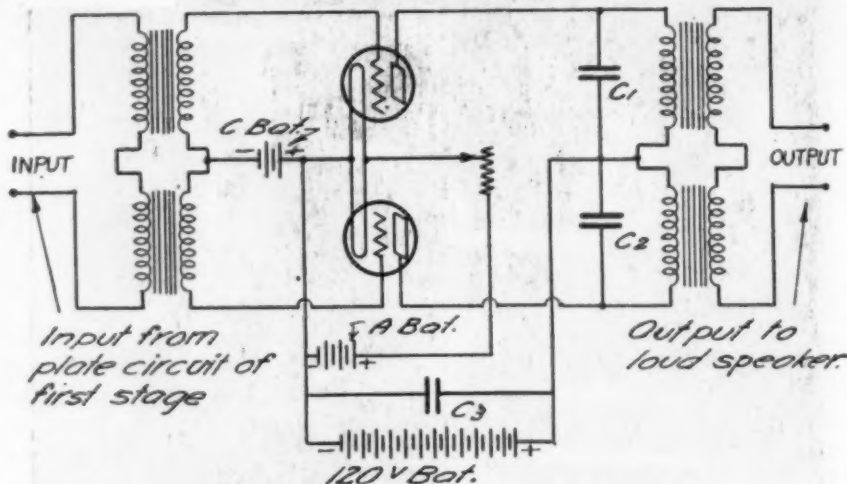 C Bat.
- +
C1
INPUT
OUTPUT
C2
A Bat.
- +
Input from
plate circuit of
first stage
Output to
loud speaker.
C3
- +
120 V Bat.